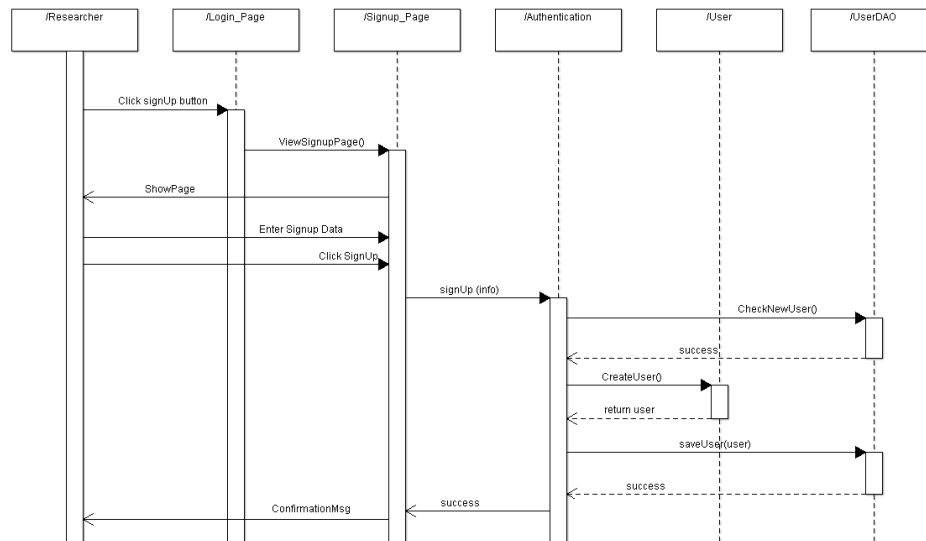 /Researcher
/Login_Page
/Signup_Page
/Authentication
/User
/UserDAO
Click signUp button
ViewSignupPage()
ShowPage
Enter Signup Data
Click SignUp
signUp (info)
CheckNewUser()
success
CreateUser()
return user
saveUser(user)
success
success
ConfirmationMsg